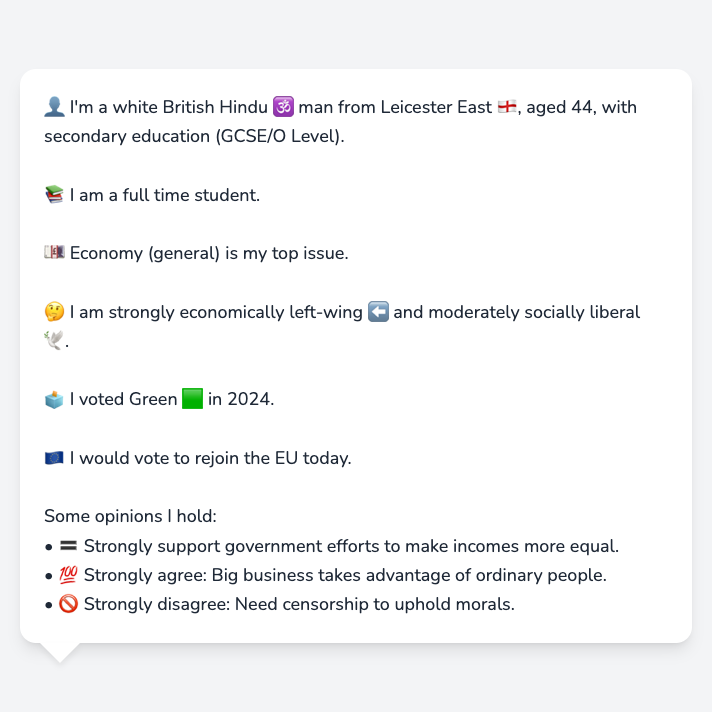 👤 I'm a white British Hindu 🕉️ man from Leicester East 🏴󠁧󠁢󠁥󠁮󠁧󠁿, aged 44, with
secondary education (GCSE/O Level).
📚 I am a full time student.
💷 Economy (general) is my top issue.
🤔 I am strongly economically left-wing ⬅️ and moderately socially liberal
🕊️.
🗳️ I voted Green 🟩 in 2024.
🇪🇺 I would vote to rejoin the EU today.
Some opinions I hold:
• 🟰 Strongly support government efforts to make incomes more equal.
• 💯 Strongly agree: Big business takes advantage of ordinary people.
• 🚫 Strongly disagree: Need censorship to uphold morals.